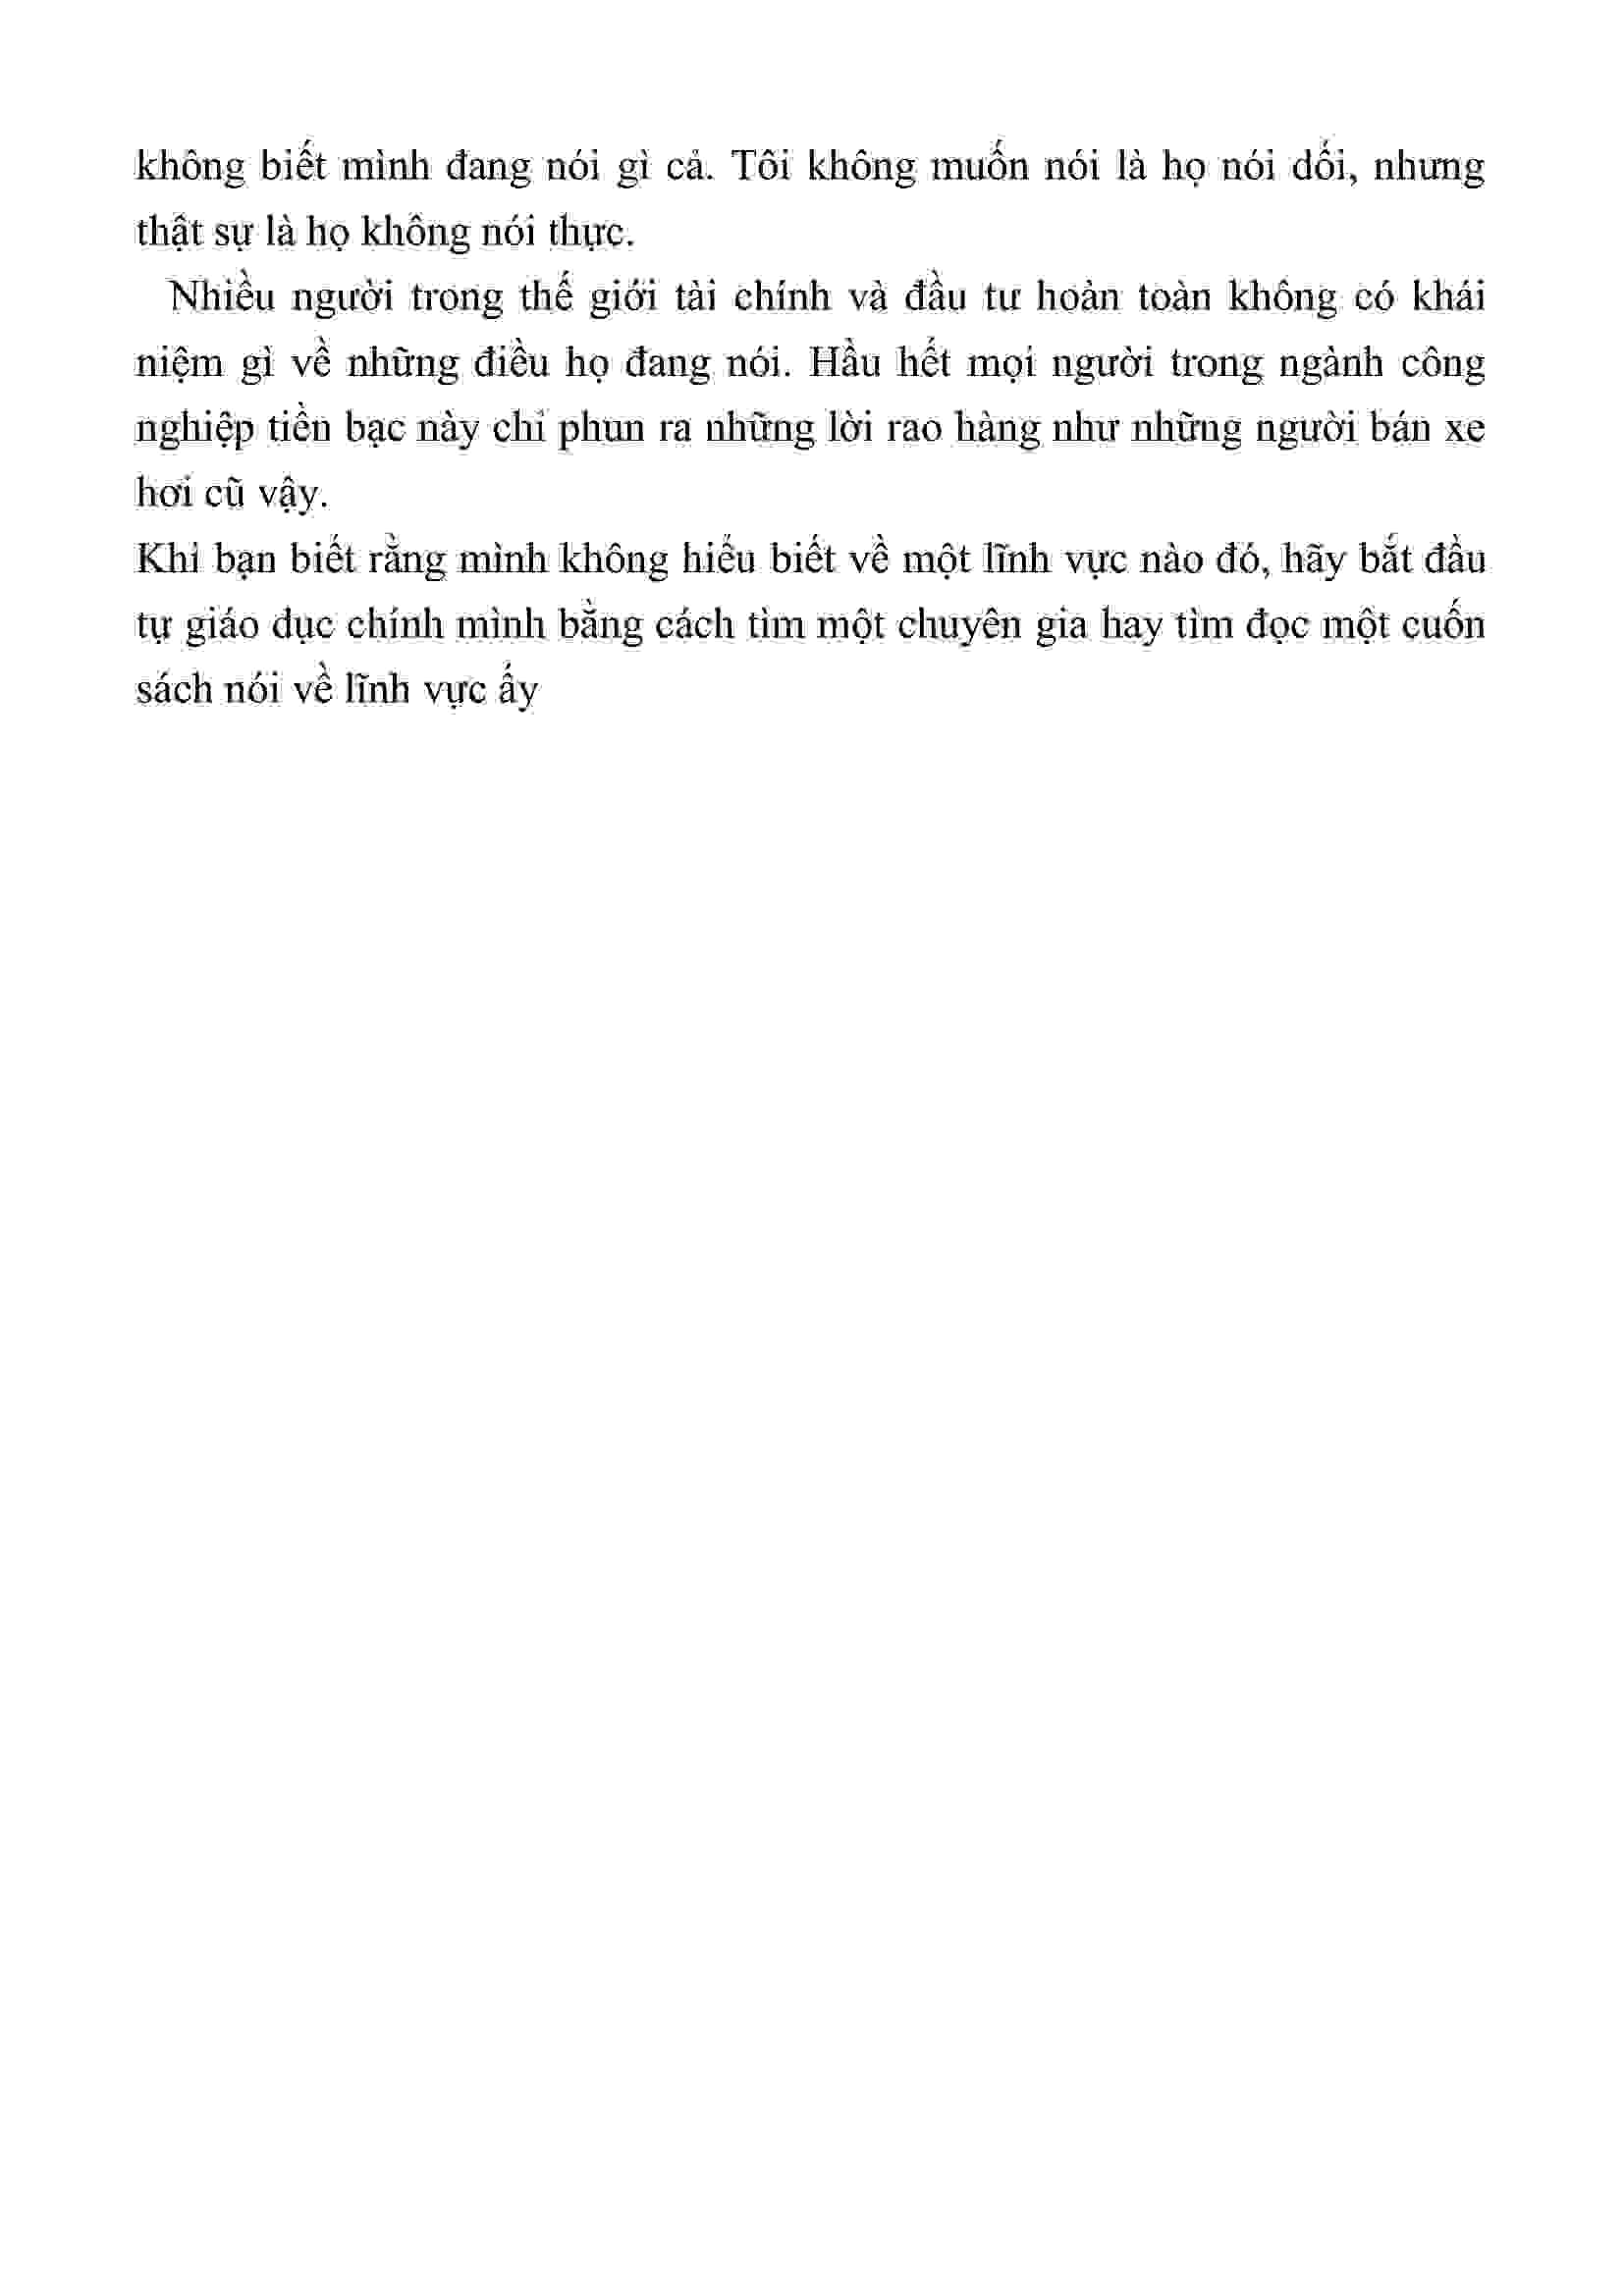 không biết mình đang nói gì cả. Tôi không muốn nói là họ nói dối, nhưng
thật sự là họ không nói thực.
Nhiều người trong thế giới tài chính và đầu tư hoàn toàn không có khái
niệm gì về những điều họ đang nói. Hầu hết mọi người trong ngành công
nghiệp tiền bạc này chỉ phun ra những lời rao hàng như những người bán xe
hơi cũ vậy.
Khi bạn biết rằng mình không hiểu biết về một lĩnh vực nào đó, hãy bắt đầu
tự giáo dục chính mình bằng cách tìm một chuyên gia hay tìm đọc một cuốn
sách nói về lĩnh vực ấy